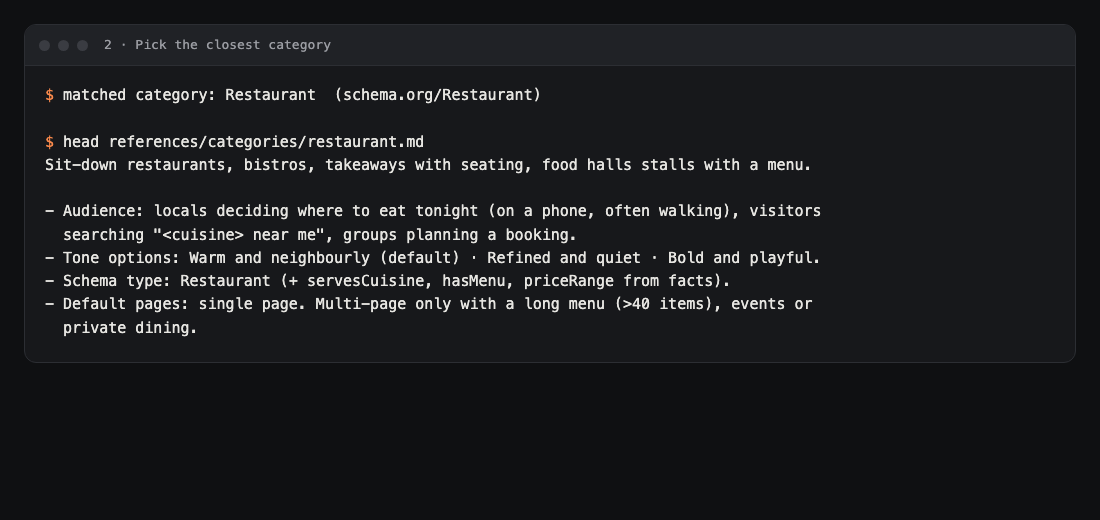 2 · Pick the closest category
$ matched category: Restaurant  (schema.org/Restaurant)
$ head references/categories/restaurant.md
Sit-down restaurants, bistros, takeaways with seating, food halls stalls with a menu.
- Audience: locals deciding where to eat tonight (on a phone, often walking), visitors
searching "<cuisine> near me", groups planning a booking.
- Tone options: Warm and neighbourly (default) · Refined and quiet · Bold and playful.
- Schema type: Restaurant (+ servesCuisine, hasMenu, priceRange from facts).
- Default pages: single page. Multi-page only with a long menu (>40 items), events or
private dining.